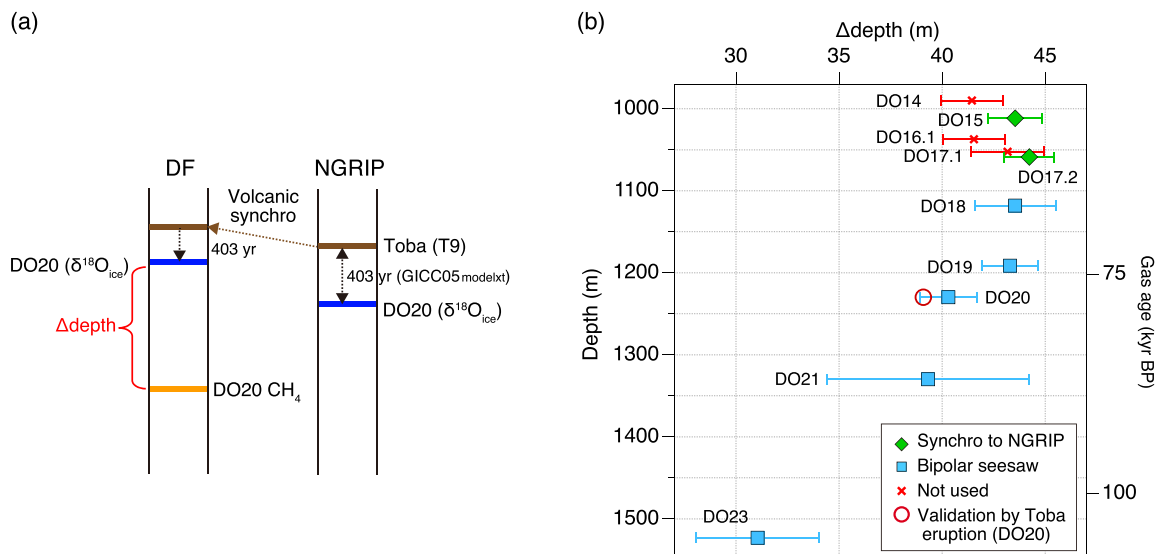 (a)
DF
NGRIP
Volcanic
synchro
403 yr
Toba (T9)
DO20 (δ¹⁸O_ice)
403 yr (GICC05modelxt)
DO20 (δ¹⁸O_ice)
Δdepth
DO20 CH₄
(b)
Δdepth (m)
30 35 40 45
Depth (m)
1000
1100
1200
1300
1400
1500
DO14
DO15
DO16.1
DO17.1
DO17.2
DO18
DO19
DO20
DO21
DO23
75
100
Gas age (kyr BP)
Synchro to NGRIP
Bipolar seesaw
Not used
Validation by Toba
eruption (DO20)